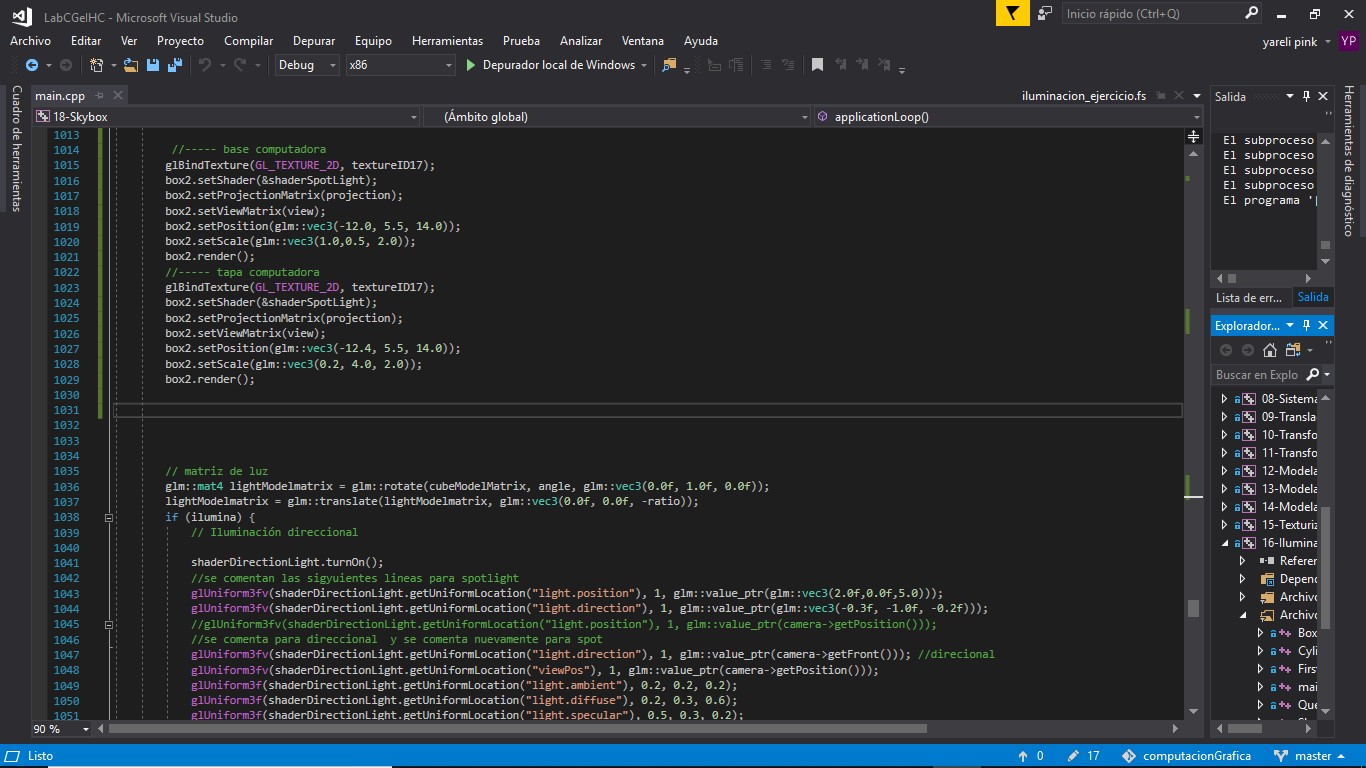 LabCGeIHC - Microsoft Visual Studio
Inicio rápido (Ctrl+Q)
Archivo Editar Ver Proyecto Compilar Depurar Equipo Herramientas Prueba Analizar Ventana Ayuda
yareli pink YP
Debug x86 Depurador local de Windows
Cuadro de herramientas
main.cpp
iluminacion_ejercicio.fs
18-Skybox (Ámbito global) applicationLoop()
1013
1014 //----- base computadora
1015 glBindTexture(GL_TEXTURE_2D, textureID17);
1016 box2.setShader(&shaderSpotLight);
1017 box2.setProjectionMatrix(projection);
1018 box2.setViewMatrix(view);
1019 box2.setPosition(glm::vec3(-12.0, 5.5, 14.0));
1020 box2.setScale(glm::vec3(1.0,0.5, 2.0));
1021 box2.render();
1022 //----- tapa computadora
1023 glBindTexture(GL_TEXTURE_2D, textureID17);
1024 box2.setShader(&shaderSpotLight);
1025 box2.setProjectionMatrix(projection);
1026 box2.setViewMatrix(view);
1027 box2.setPosition(glm::vec3(-12.4, 5.5, 14.0));
1028 box2.setScale(glm::vec3(0.2, 4.0, 2.0));
1029 box2.render();
1030
1031
1032
1033
1034
1035 // matriz de luz
1036 glm::mat4 lightModelmatrix = glm::rotate(cubeModelMatrix, angle, glm::vec3(0.0f, 1.0f, 0.0f));
1037 lightModelmatrix = glm::translate(lightModelmatrix, glm::vec3(0.0f, 0.0f, -ratio));
1038 if (ilumina) {
1039 // Iluminación direccional
1040
1041 shaderDirectionLight.turnOn();
1042 //se comentan las sigyuientes lineas para spotlight
1043 glUniform3fv(shaderDirectionLight.getUniformLocation("light.position"), 1, glm::value_ptr(glm::vec3(2.0f,0.0f,5.0)));
1044 glUniform3fv(shaderDirectionLight.getUniformLocation("light.direction"), 1, glm::value_ptr(glm::vec3(-0.3f, -1.0f, -0.2f)));
1045 //glUniform3fv(shaderDirectionLight.getUniformLocation("light.position"), 1, glm::value_ptr(camera->getPosition()));
1046 //se comenta para direccional y se comenta nuevamente para spot
1047 glUniform3fv(shaderDirectionLight.getUniformLocation("light.direction"), 1, glm::value_ptr(camera->getFront())); //direcional
1048 glUniform3fv(shaderDirectionLight.getUniformLocation("viewPos"), 1, glm::value_ptr(camera->getPosition()));
1049 glUniform3f(shaderDirectionLight.getUniformLocation("light.ambient"), 0.2, 0.2, 0.2);
1050 glUniform3f(shaderDirectionLight.getUniformLocation("light.diffuse"), 0.2, 0.3, 0.6);
1051 glUniform3f(shaderDirectionLight.getUniformLocation("light.specular"), 0.5, 0.3, 0.2);
90 %
Salida
El subproceso
El subproceso
El subproceso
El subproceso
El programa '[
Lista de err... Salida
Explorador...
Buscar en Explo
08-Sistema
09-Transla
10-Transfo
11-Transfo
12-Modela
13-Modela
14-Modela
15-Texturiz
16-Ilumina
Referer
Depend
Archivo
Archivo
Box
Cyli
Firs
mai
Que
Herramientas de diagnóstico
Listo 0 17 computacionGrafica master